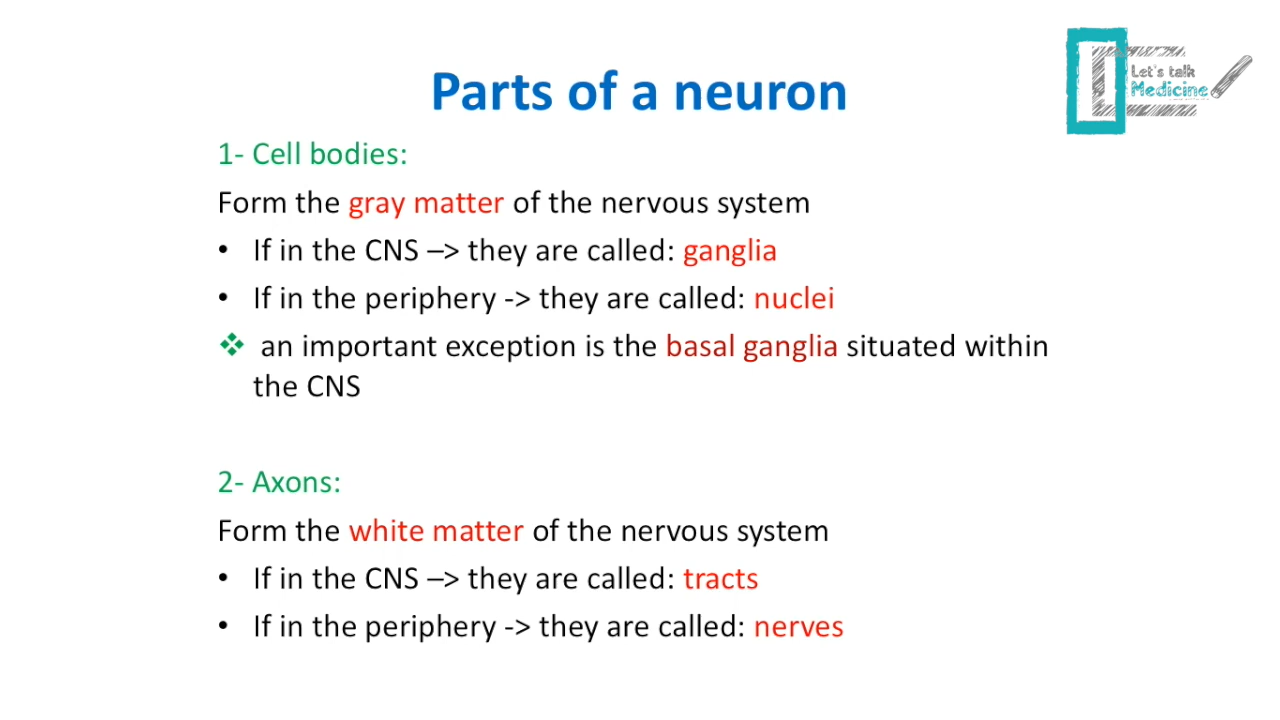 Let's talk
Medicine
Parts of a neuron
1- Cell bodies:
Form the gray matter of the nervous system
• If in the CNS –> they are called: ganglia
• If in the periphery -> they are called: nuclei
❖ an important exception is the basal ganglia situated within
the CNS
2- Axons:
Form the white matter of the nervous system
• If in the CNS –> they are called: tracts
• If in the periphery -> they are called: nerves